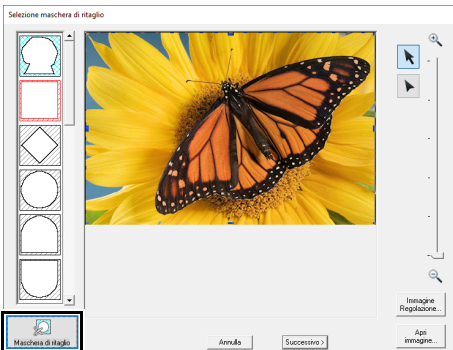 Selezione maschera di ritaglio
Immagine
Regolazione...
Apri
immagine...
Maschera di ritaglio
Annulla
Successivo >